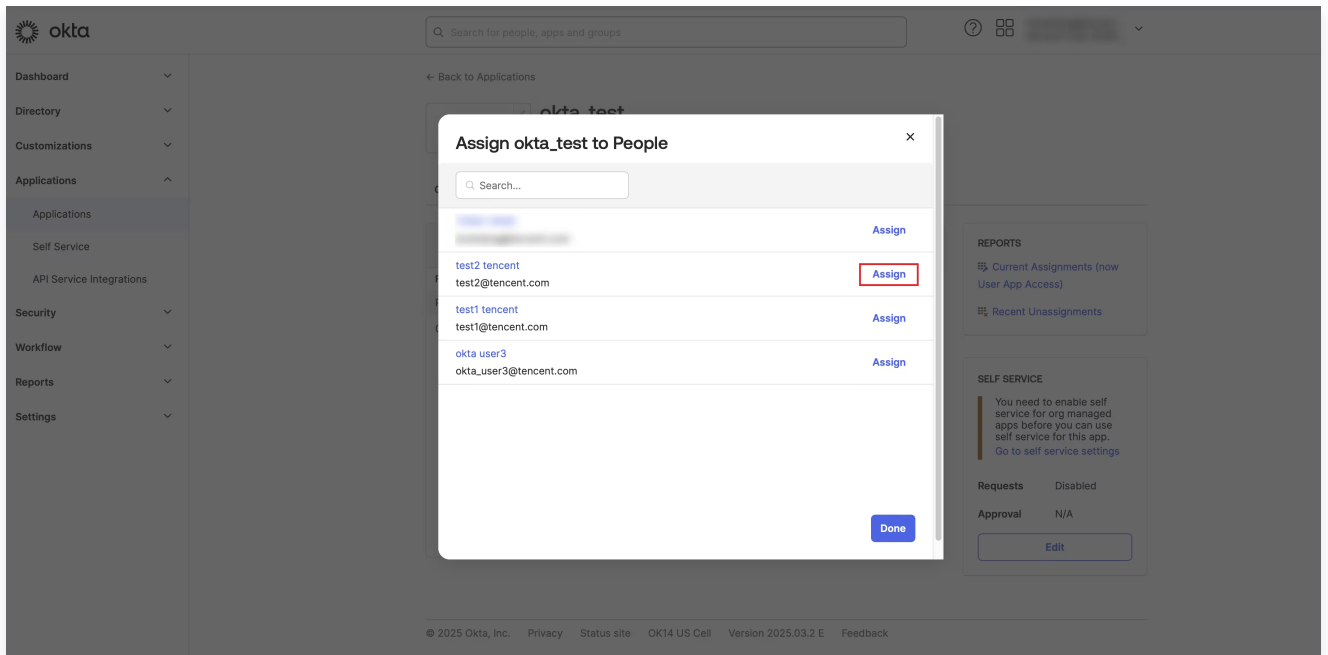 okta
Search for people, apps and groups
Dashboard
Directory
Customizations
Applications
Applications
Self Service
API Service Integrations
Security
Workflow
Reports
Settings
← Back to Applications
okta_test
Assign okta_test to People
Search...
Assign
test2 tencent
test2@tencent.com
Assign
test1 tencent
test1@tencent.com
Assign
okta user3
okta_user3@tencent.com
Assign
Done
REPORTS
Current Assignments (now
User App Access)
Recent Unassignments
SELF SERVICE
You need to enable self
service for org managed
apps before you can use
self service for this app.
Go to self service settings
Requests Disabled
Approval N/A
Edit
© 2025 Okta, Inc. Privacy Status site OK14 US Cell Version 2025.03.2 E Feedback